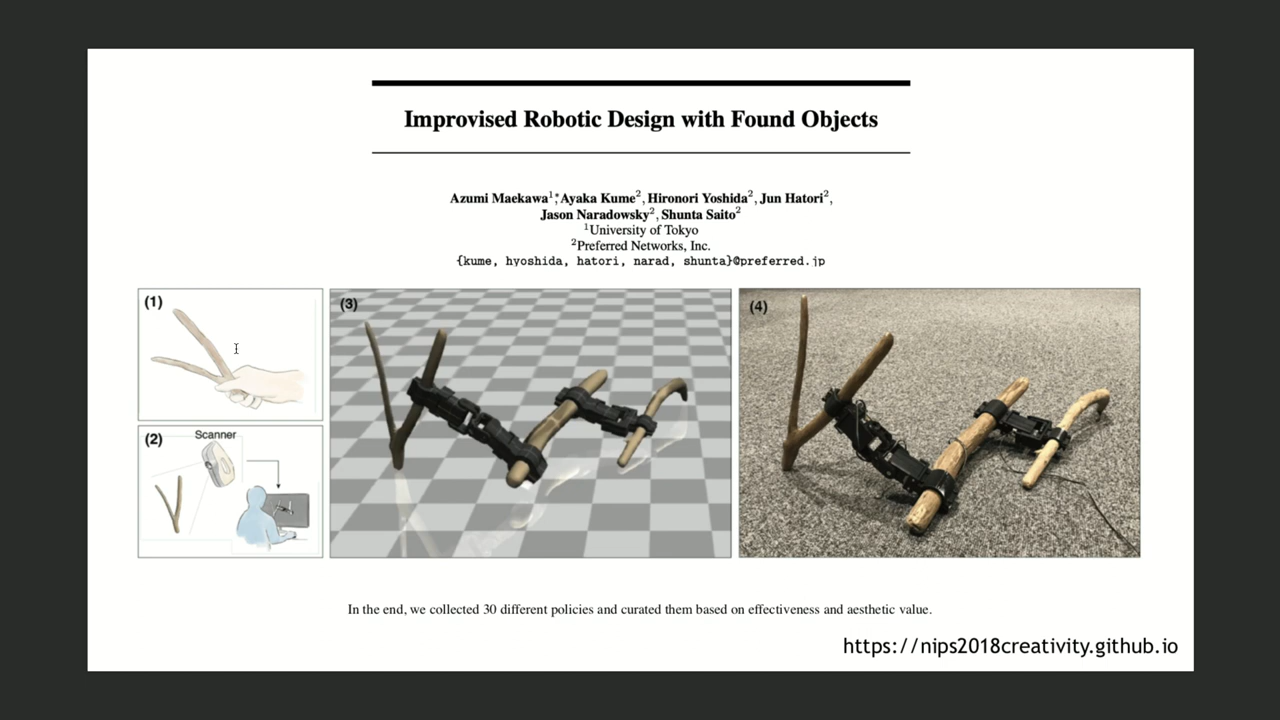 Improvised Robotic Design with Found Objects
Azumi Maekawa¹,* Ayaka Kume², Hironori Yoshida², Jun Hatori²,
Jason Naradowsky², Shunta Saito²
¹University of Tokyo
²Preferred Networks, Inc.
{kume, hyoshida, hatori, narad, shunta}@preferred.jp
(1)
(2)
Scanner
(3)
(4)
In the end, we collected 30 different policies and curated them based on effectiveness and aesthetic value.
https://nips2018creativity.github.io